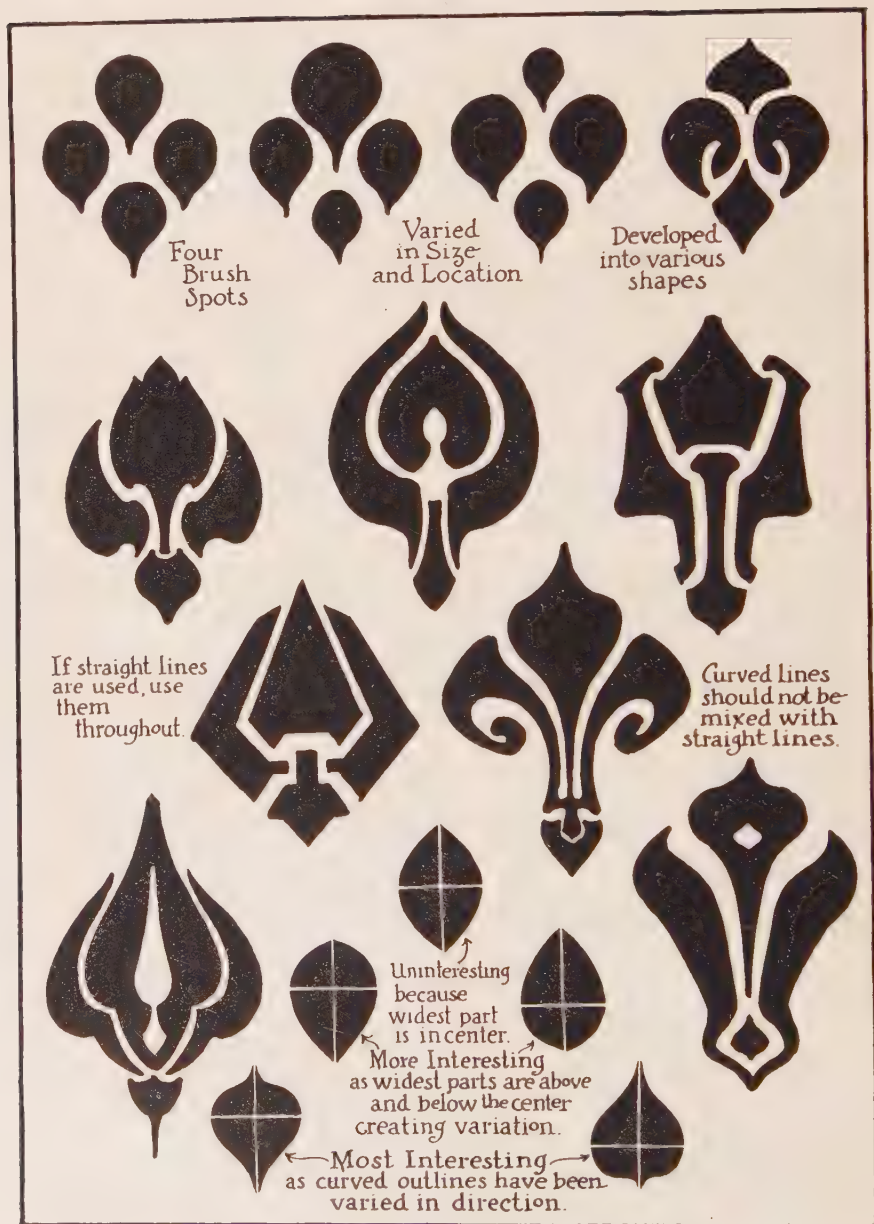 Four
Brush
Spots
Varied
in Size
and Location
Developed
into various
shapes
If straight lines
are used, use
them
throughout.
Curved lines
should not be
mixed with
straight lines.
Uninteresting
because
widest part
is in center.
More Interesting
as widest parts are above
and below the center
creating variation.
Most Interesting
as curved outlines have been
varied in direction.